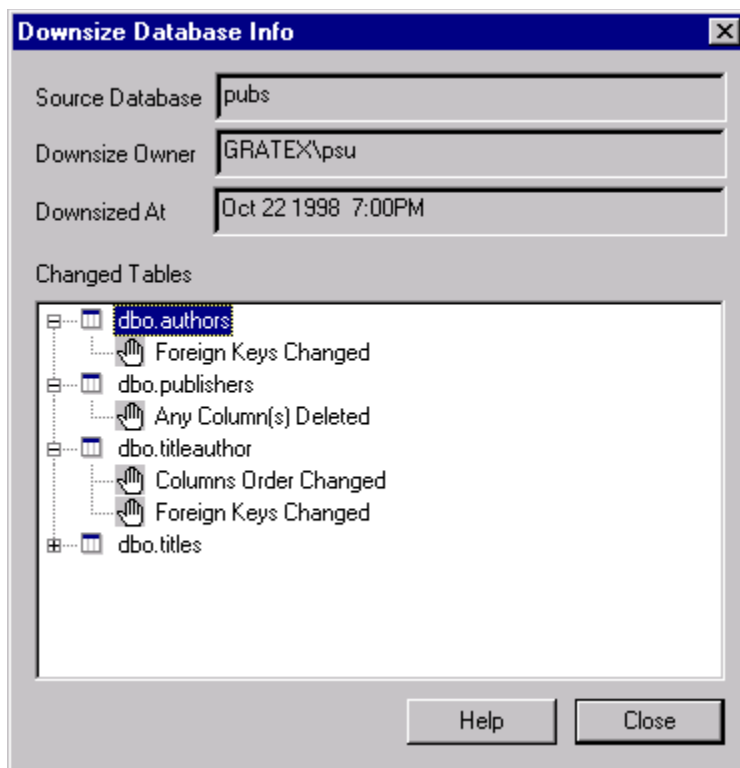 Downsize Database Info
Source Database pubs
Downsize Owner GRATEX\psu
Downsized At Oct 22 1998  7:00PM
Changed Tables
dbo.authors
Foreign Keys Changed
dbo.publishers
Any Column(s) Deleted
dbo.titleauthor
Columns Order Changed
Foreign Keys Changed
dbo.titles
Help Close